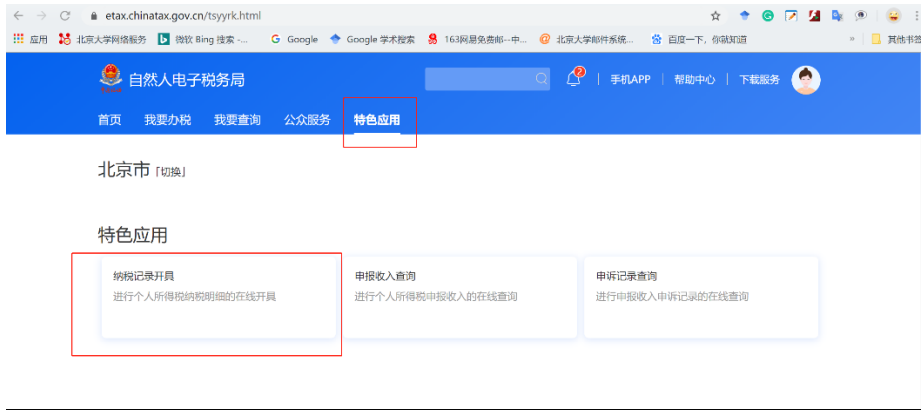 etax.chinatax.gov.cn/tsyyrk.html
应用 北京大学网络服务 微软 Bing 搜索 -... Google Google 学术搜索 163网易免费邮--中... 北京大学邮件系统... 百度一下，你就知道 » 其他书签
自然人电子税务局 2 手机APP 帮助中心 下载服务
首页 我要办税 我要查询 公众服务 特色应用
北京市「切换」
特色应用
纳税记录开具 申报收入查询 申诉记录查询
进行个人所得税纳税明细的在线开具 进行个人所得税申报收入的在线查询 进行申报收入申诉记录的在线查询